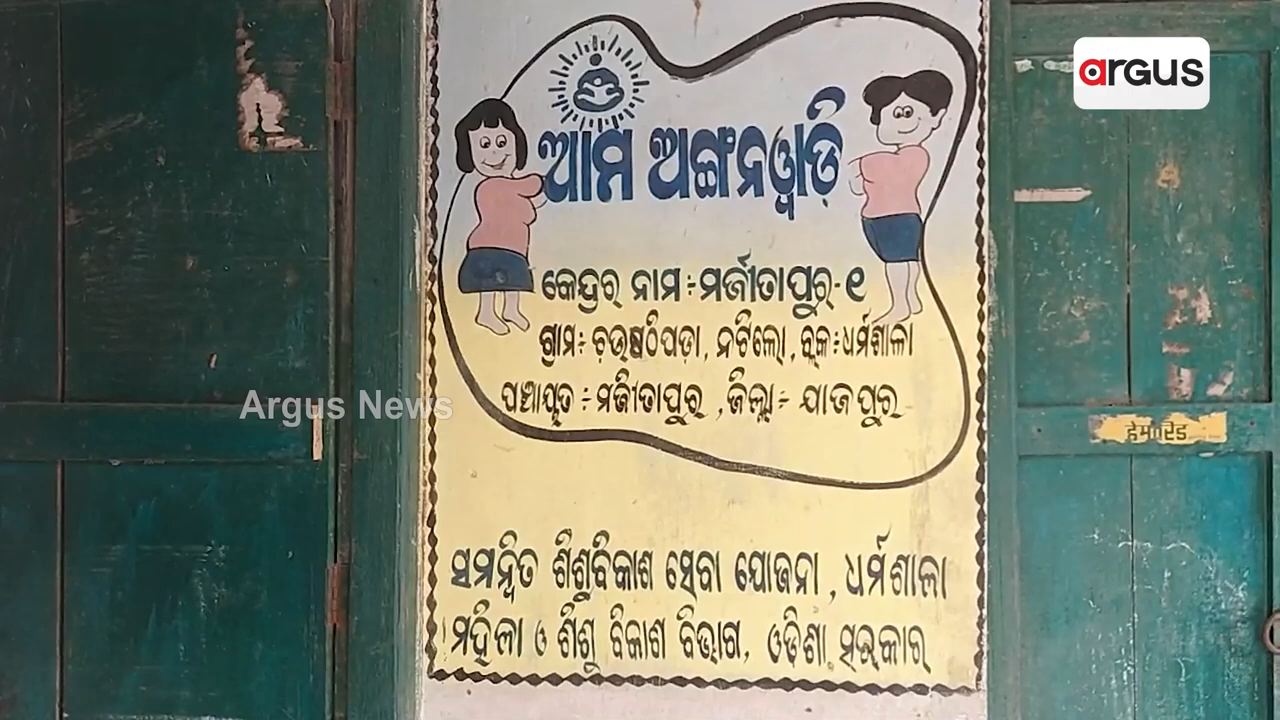 argus
ଆମ ଅଙ୍ଗନୱାଡ଼ି
କେନ୍ଦ୍ରର ନାମ :- ମର୍ଜୀତାପୁର୍-୧
ଗ୍ରାମ :- ଚଉଷଠିପଡ଼ା, ନଟିଲୋ, ବ୍ଲକ :- ଧର୍ମଶାଳା
ପଞ୍ଚାୟତ :- ମର୍ଜୀତାପୁର୍, ଜିଲ୍ଲା :- ଯାଜପୁର୍
Argus News
ସମନ୍ୱିତ ଶିଶୁବିକାଶ ସେବା ଯୋଜନା, ଧର୍ମଶାଳା
ମହିଳା ଓ ଶିଶୁ ବିକାଶ ବିଭାଗ, ଓଡିଶା ସରକାର